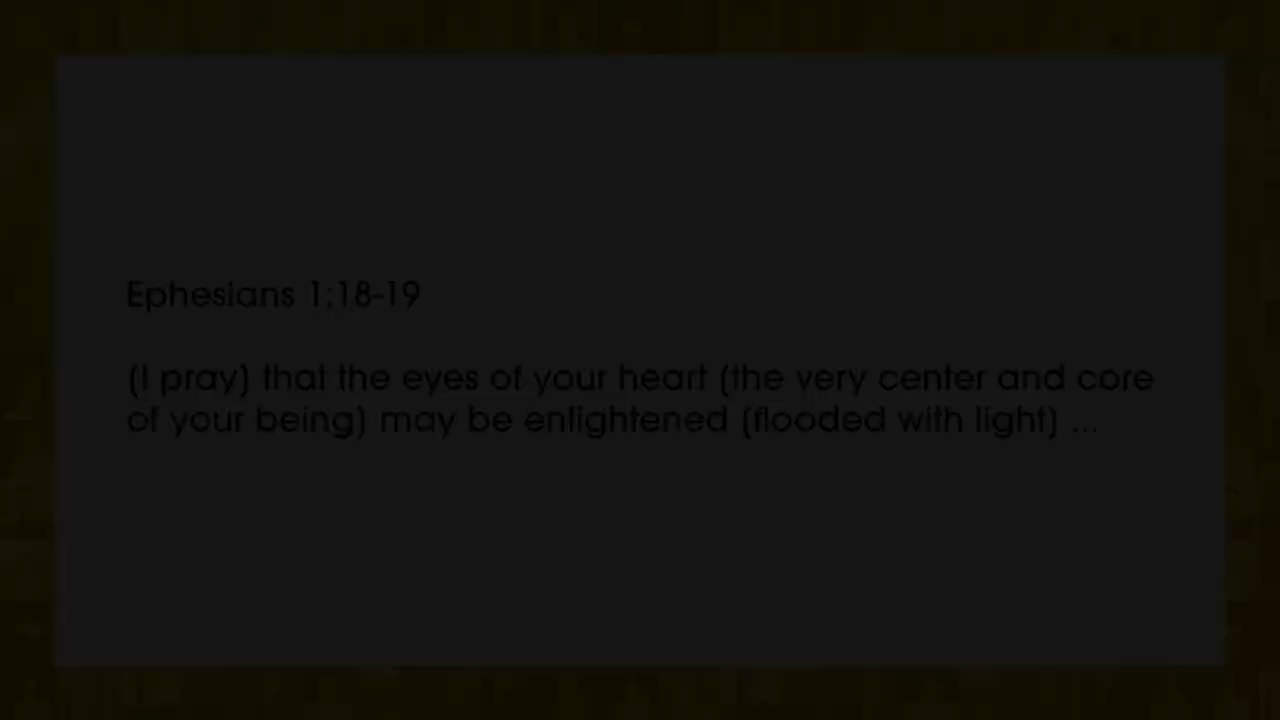 Ephesians 1:18-19
(I pray) that the eyes of your heart (the very center and core
of your being) may be enlightened (flooded with light) ...